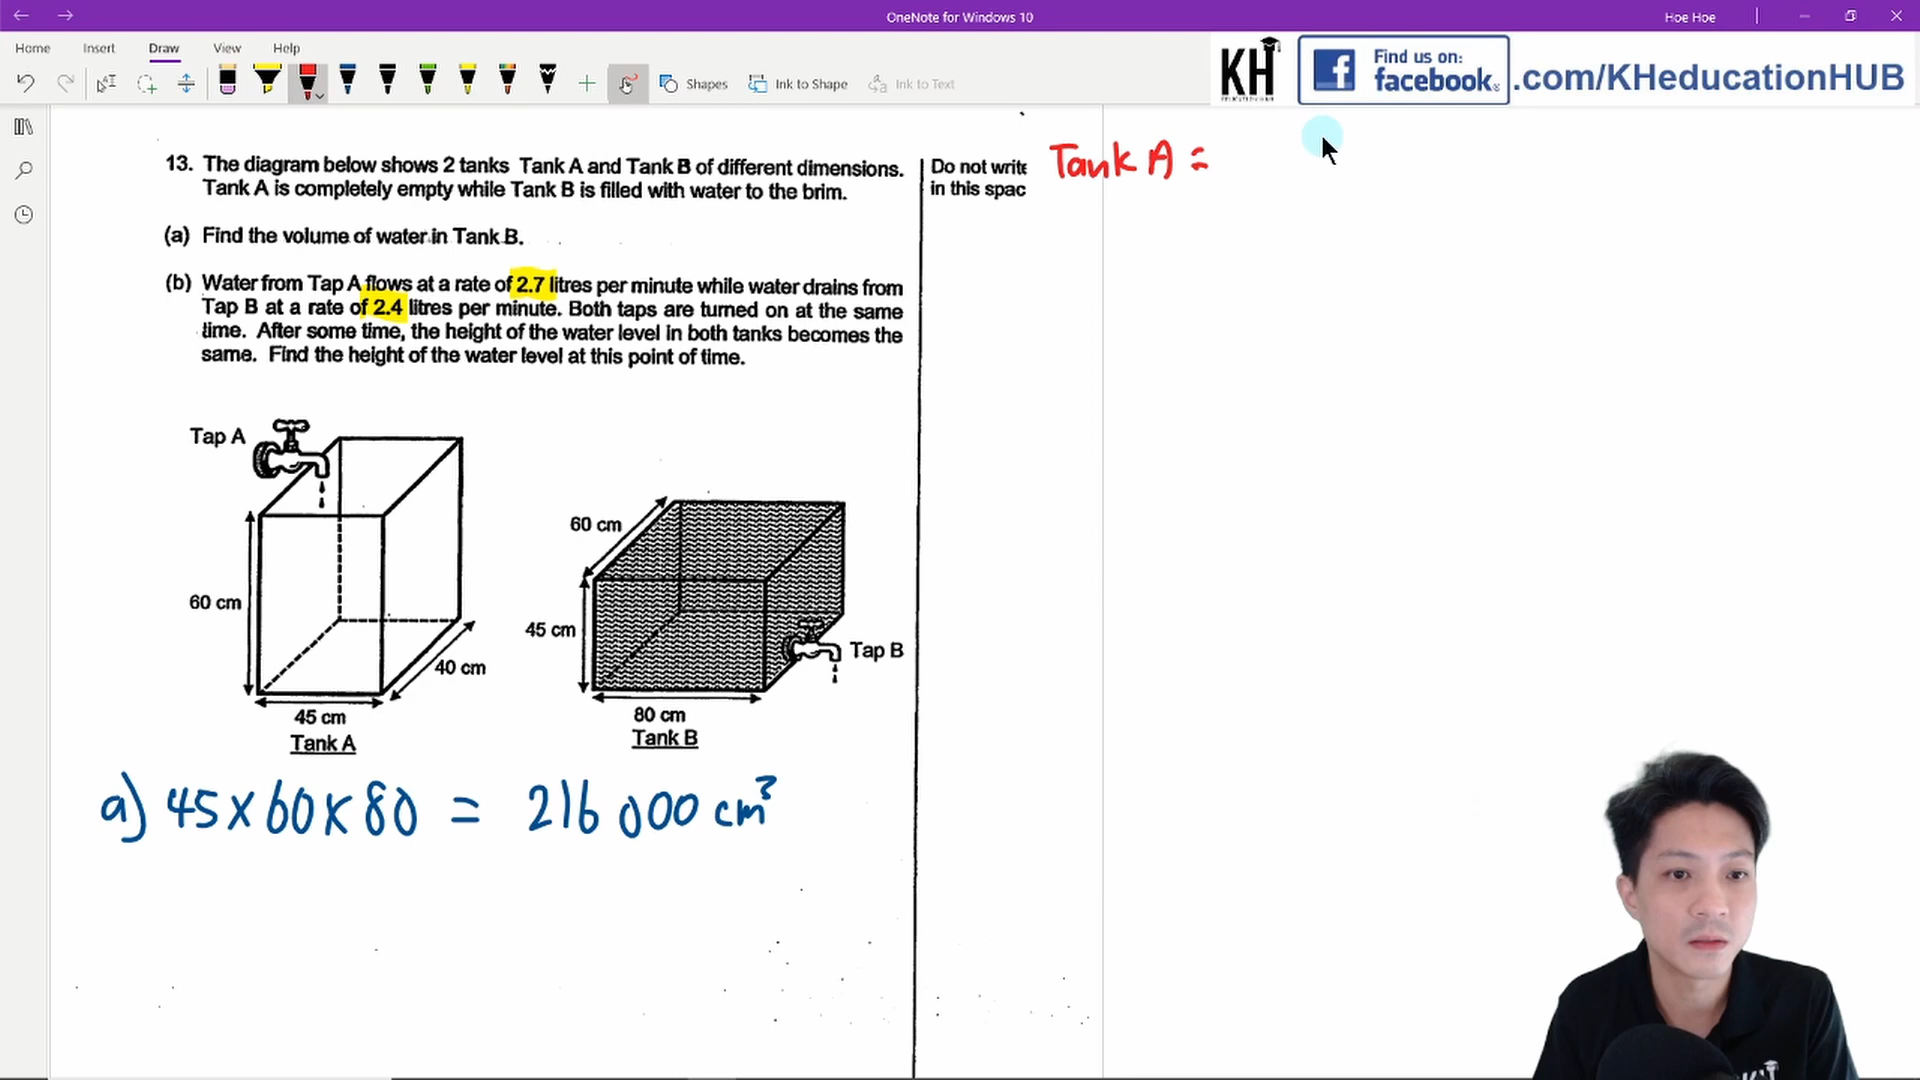 OneNote for Windows 10
Hoe Hoe
Home Insert Draw View Help
Shapes Ink to Shape Ink to Text
KH
Find us on:
facebook .com/KHeducationHUB
13. The diagram below shows 2 tanks Tank A and Tank B of different dimensions.
Tank A is completely empty while Tank B is filled with water to the brim.
Do not write
in this spac
Tank A =
(a) Find the volume of water in Tank B.
(b) Water from Tap A flows at a rate of 2.7 litres per minute while water drains from
Tap B at a rate of 2.4 litres per minute. Both taps are turned on at the same
time. After some time, the height of the water level in both tanks becomes the
same. Find the height of the water level at this point of time.
Tap A
60 cm
40 cm
45 cm
Tank A
60 cm
45 cm
Tap B
80 cm
Tank B
a) 45 x 60 x 80 = 216 000 cm³